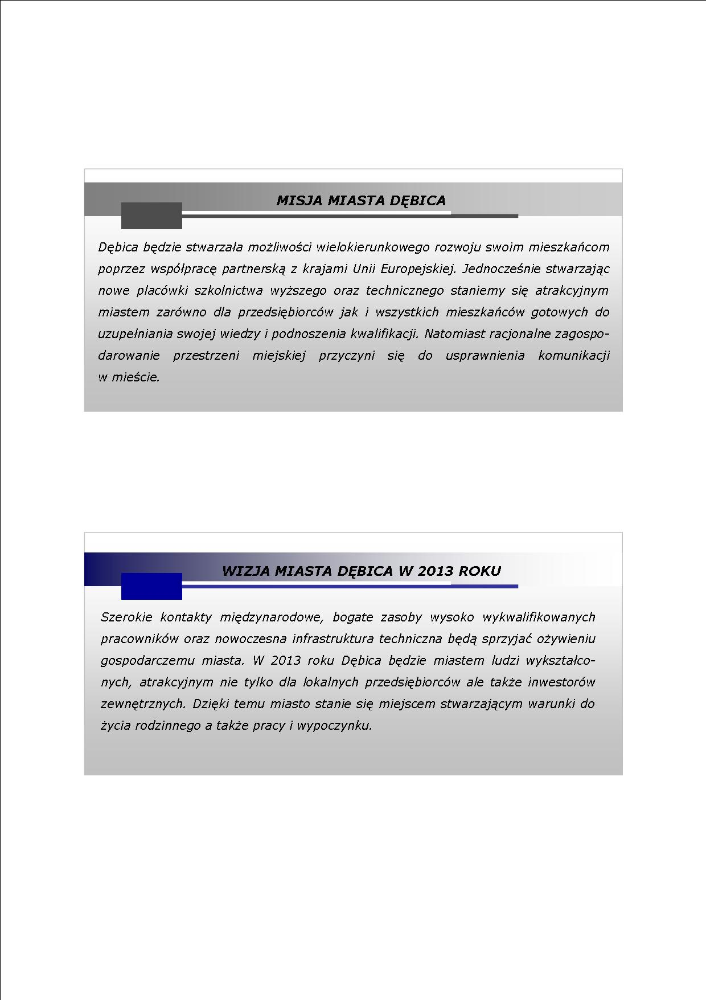 MISJA MIASTA DĘBICA
Dębica będzie stwarzała możliwości wielokierunkowego rozwoju swoim mieszkańcom
poprzez współpracę partnerską z krajami Unii Europejskiej. Jednocześnie stwarzając
nowe placówki szkolnictwa wyższego oraz technicznego staniemy się atrakcyjnym
miastem zarówno dla przedsiębiorców jak i wszystkich mieszkańców gotowych do
uzupełniania swojej wiedzy i podnoszenia kwalifikacji. Natomiast racjonalne zagospo-
darowanie przestrzeni miejskiej przyczyni się do usprawnienia komunikacji
w mieście.
WIZJA MIASTA DĘBICA W 2013 ROKU
Szerokie kontakty międzynarodowe, bogate zasoby wysoko wykwalifikowanych
pracowników oraz nowoczesna infrastruktura techniczna będą sprzyjać ożywieniu
gospodarczemu miasta. W 2013 roku Dębica będzie miastem ludzi wykształco-
nych, atrakcyjnym nie tylko dla lokalnych przedsiębiorców ale także inwestorów
zewnętrznych. Dzięki temu miasto stanie się miejscem stwarzającym warunki do
życia rodzinnego a także pracy i wypoczynku.